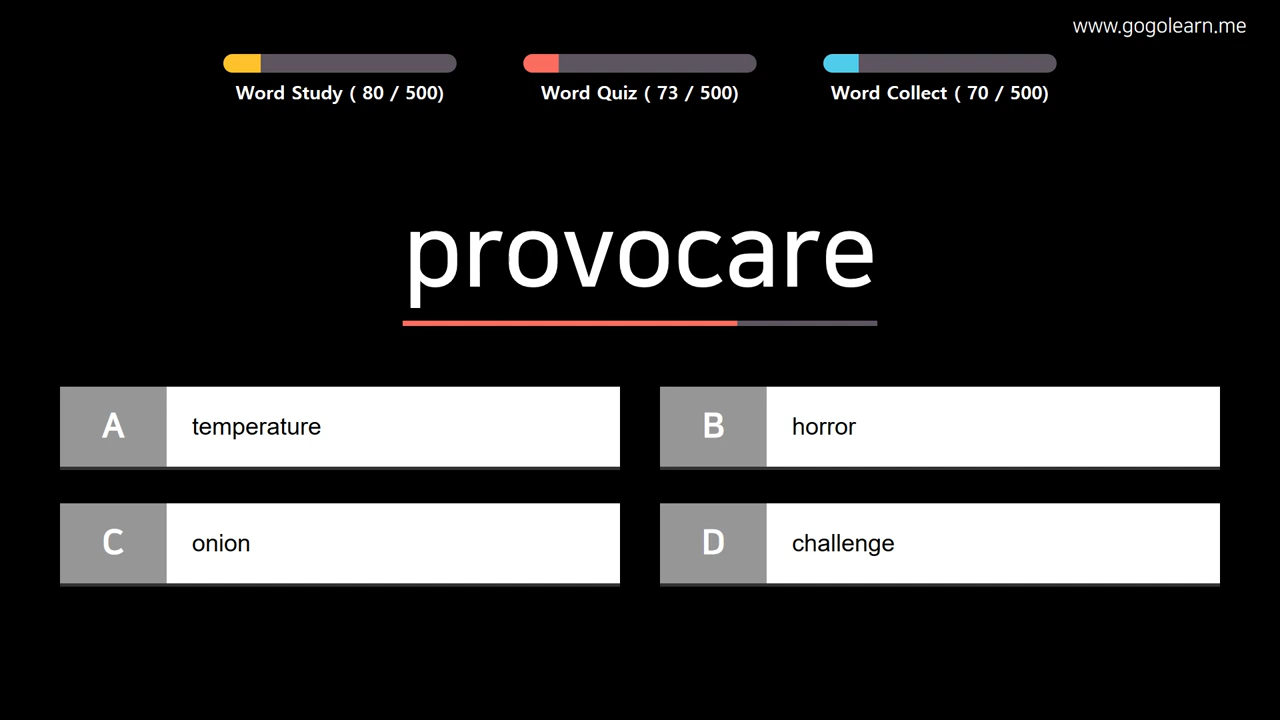 www.gogolearn.me
Word Study ( 80 / 500)
Word Quiz ( 73 / 500)
Word Collect ( 70 / 500)
provocare
A temperature
B horror
C onion
D challenge